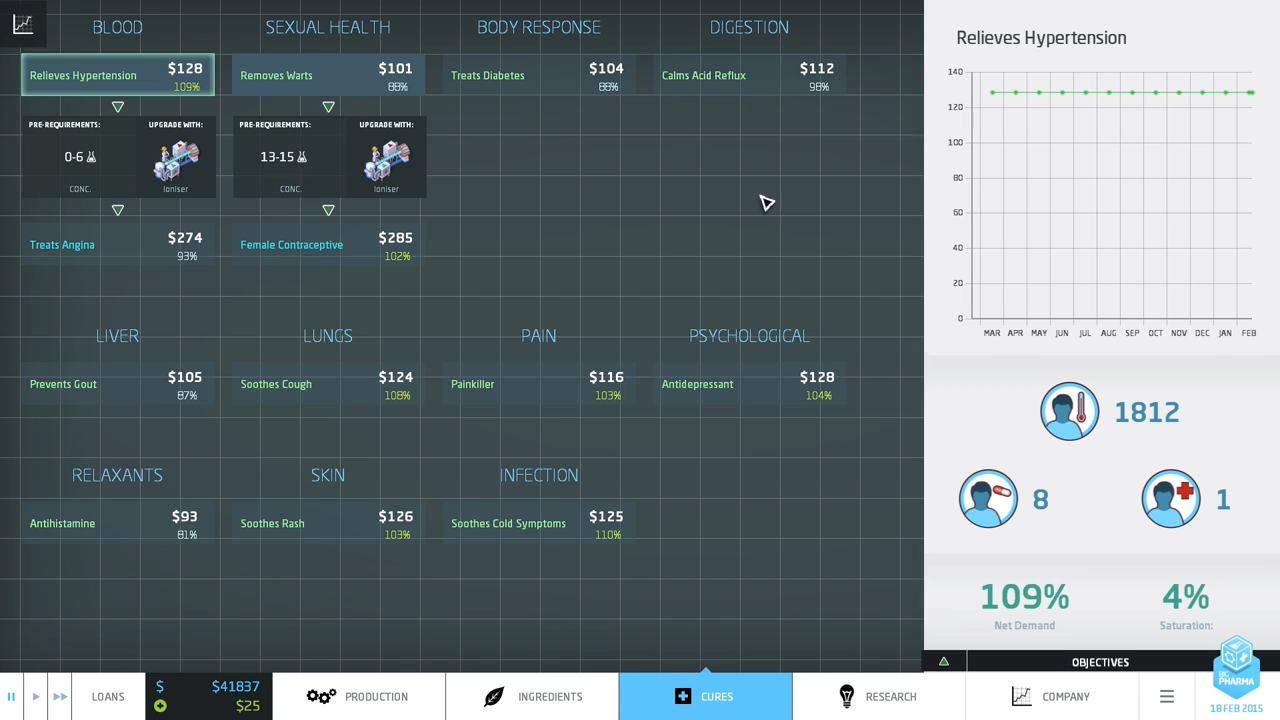 BLOOD
SEXUAL HEALTH
BODY RESPONSE
DIGESTION
Relieves Hypertension $128 109%
Removes Warts $101 88%
Treats Diabetes $104 88%
Calms Acid Reflux $112 98%
PRE-REQUIREMENTS: UPGRADE WITH:
0-6
CONC. Ioniser
PRE-REQUIREMENTS: UPGRADE WITH:
13-15
CONC. Ioniser
Treats Angina $274 93%
Female Contraceptive $285 102%
LIVER
LUNGS
PAIN
PSYCHOLOGICAL
Prevents Gout $105 87%
Soothes Cough $124 108%
Painkiller $116 103%
Antidepressant $128 104%
RELAXANTS
SKIN
INFECTION
Antihistamine $93 81%
Soothes Rash $126 103%
Soothes Cold Symptoms $125 110%
Relieves Hypertension
140
120
100
80
60
40
20
0
MAR APR MAY JUN JUL AUG SEP OCT NOV DEC JAN FEB
1812
8
1
109%
Net Demand
4%
Saturation:
OBJECTIVES
LOANS
$ $41837
$25
PRODUCTION
INGREDIENTS
CURES
RESEARCH
COMPANY
BIG PHARMA
18 FEB 2015